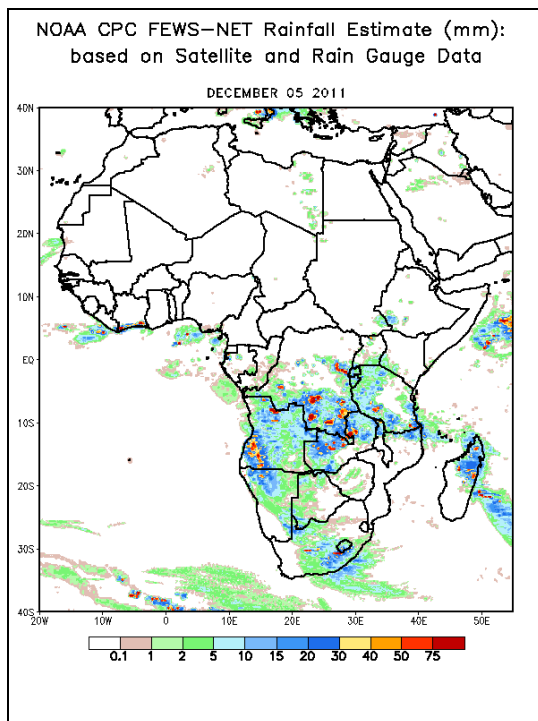 NOAA CPC FEWS-NET Rainfall Estimate (mm):
based on Satellite and Rain Gauge Data
DECEMBER 05 2011
40N
30N
20N
10N
EQ
10S
20S
30S
40S
20W 10W 0 10E 20E 30E 40E 50E
0.1 1 2 5 10 15 20 30 40 50 75